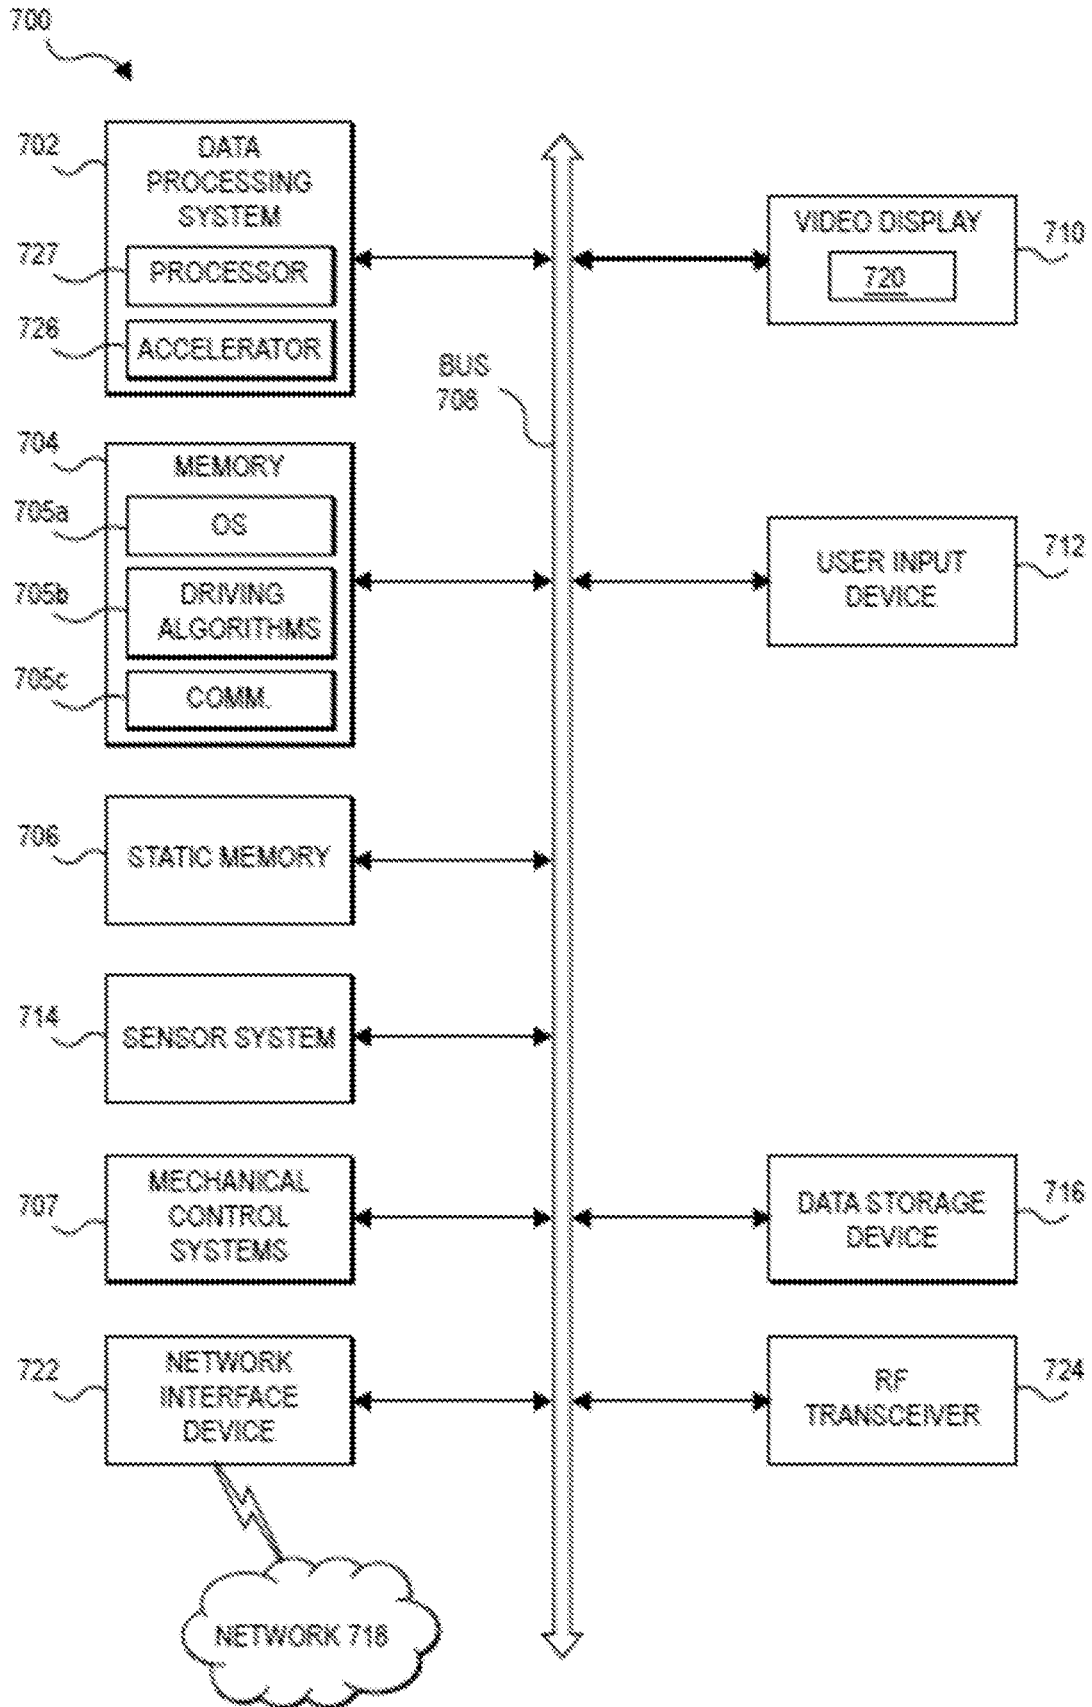 700
702
DATA
PROCESSING
SYSTEM
727
PROCESSOR
726
ACCELERATOR
VIDEO DISPLAY
720
710
BUS
708
704
MEMORY
705a
OS
705b
DRIVING
ALGORITHMS
705c
COMM.
USER INPUT
DEVICE
712
706
STATIC MEMORY
714
SENSOR SYSTEM
707
MECHANICAL
CONTROL
SYSTEMS
DATA STORAGE
DEVICE
716
722
NETWORK
INTERFACE
DEVICE
RF
TRANSCEIVER
724
NETWORK 718